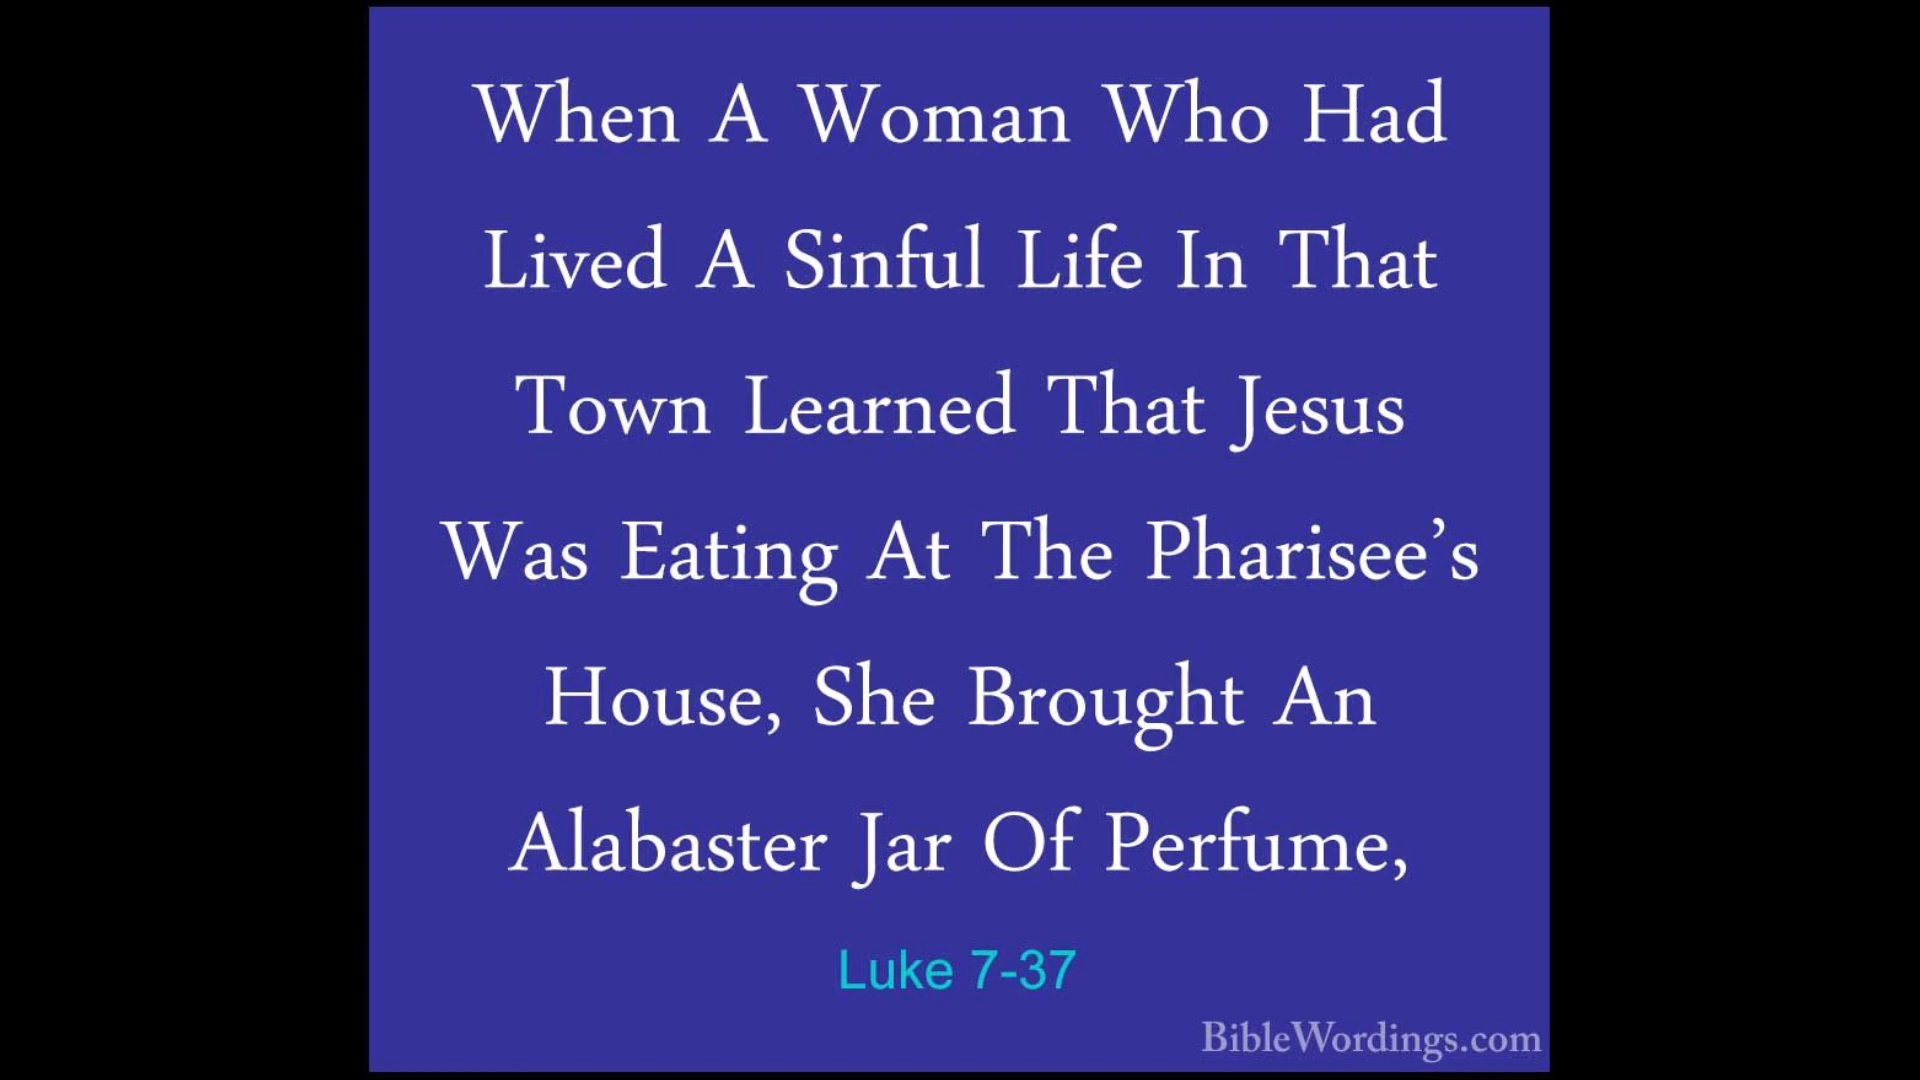 When A Woman Who Had
Lived A Sinful Life In That
Town Learned That Jesus
Was Eating At The Pharisee’s
House, She Brought An
Alabaster Jar Of Perfume,
Luke 7-37
BibleWordings.com